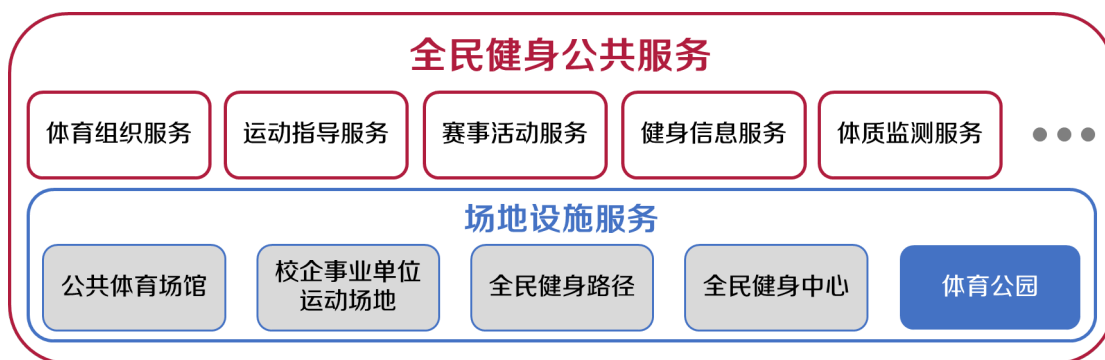 全民健身公共服务
体育组织服务
运动指导服务
赛事活动服务
健身信息服务
体质监测服务
场地设施服务
公共体育场馆
校企事业单位
运动场地
全民健身路径
全民健身中心
体育公园